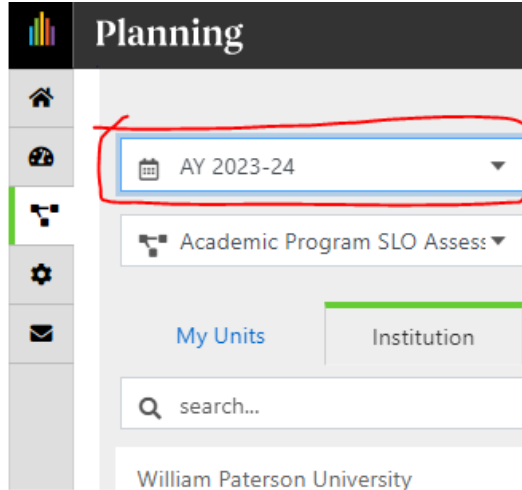 Planning
AY 2023-24
Academic Program SLO Assess
My Units Institution
search...
William Paterson University